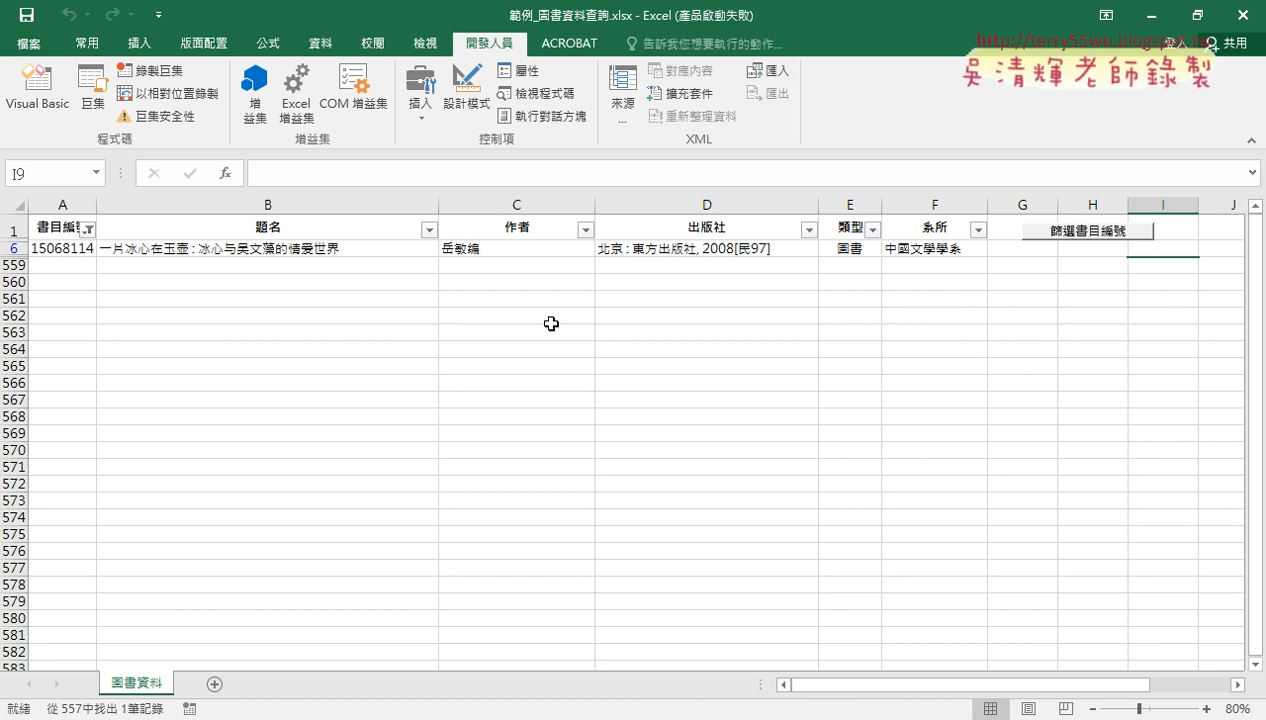 範例_圖書資料查詢.xlsx - Excel (產品啟動失敗)
檔案 常用 插入 版面配置 公式 資料 校閱 檢視 開發人員 ACROBAT 告訴我您想要執行的動作... 登入 共用
http://terry55wu.blogspot.tw
吳清輝老師錄製
Visual Basic 巨集 錄製巨集 以相對位置錄製 巨集安全性
程式碼
增益集 Excel 增益集 COM 增益集
增益集
插入 設計模式 屬性 檢視程式碼 執行對話方塊
控制項
來源... 對應內容 擴充套件 重新整理資料 匯入 匯出
XML
I9 fx
A B C D E F G H I J
1 書目編 題名 作者 出版社 類型 系所 篩選書目編號
6 15068114 一片冰心在玉壶 : 冰心与吴文藻的情爱世界 岳敏编 北京 : 東方出版社, 2008[民97] 圖書 中國文學學系
559
560
561
562
563
564
565
566
567
568
569
570
571
572
573
574
575
576
577
578
579
580
581
582
583
圖書資料
就緒 從 557中找出 1筆記錄 80%